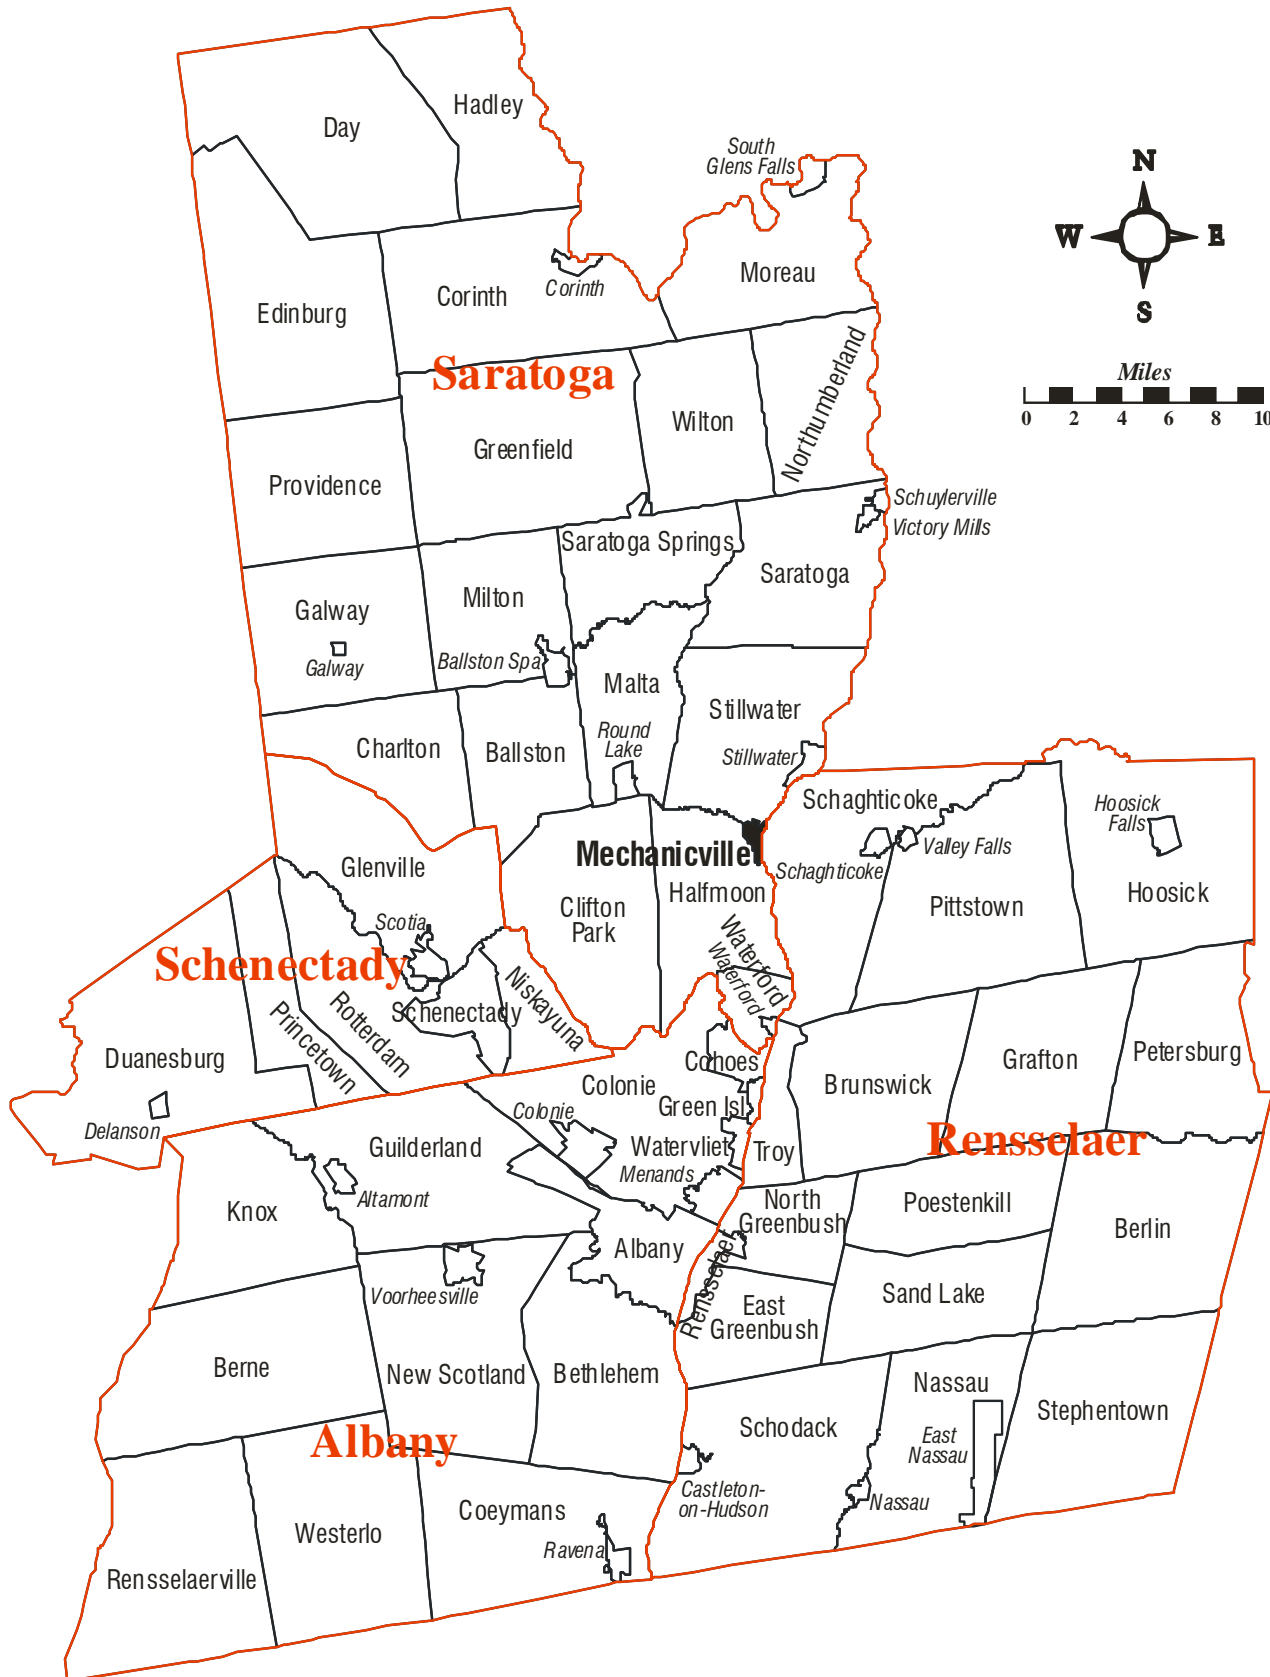 Hadley
Day
South
Glens Falls
N
W
E
S
Moreau
Corinth
Corinth
Edinburg
Miles
0 2 4 6 8 10
Saratoga
Northumberland
Wilton
Greenfield
Providence
Schuylerville
Victory Mills
Saratoga Springs
Saratoga
Milton
Galway
Galway
Ballston Spa
Malta
Stillwater
Round
Lake
Charlton
Ballston
Stillwater
Schaghticoke
Hoosick
Falls
Mechanicville
Valley Falls
Schaghticoke
Glenville
Halfmoon
Hoosick
Clifton
Park
Pittstown
Scotia
Waterford
Waterford
Schenectady
Niskayuna
Schenectady
Rotterdam
Princetown
Duanesburg
Cohoes
Colonie
Grafton
Petersburg
Brunswick
Green Isl
Colonie
Delanson
Rensselaer
Guilderland
Watervliet
Troy
Menands
Altamont
Knox
North
Greenbush
Poestenkill
Berlin
Albany
Rensselaer
Voorheesville
Sand Lake
East
Greenbush
Berne
New Scotland
Bethlehem
Nassau
Stephentown
Schodack
East
Nassau
Albany
Castleton-
on-Hudson
Nassau
Coeymans
Westerlo
Ravena
Rensselaerville